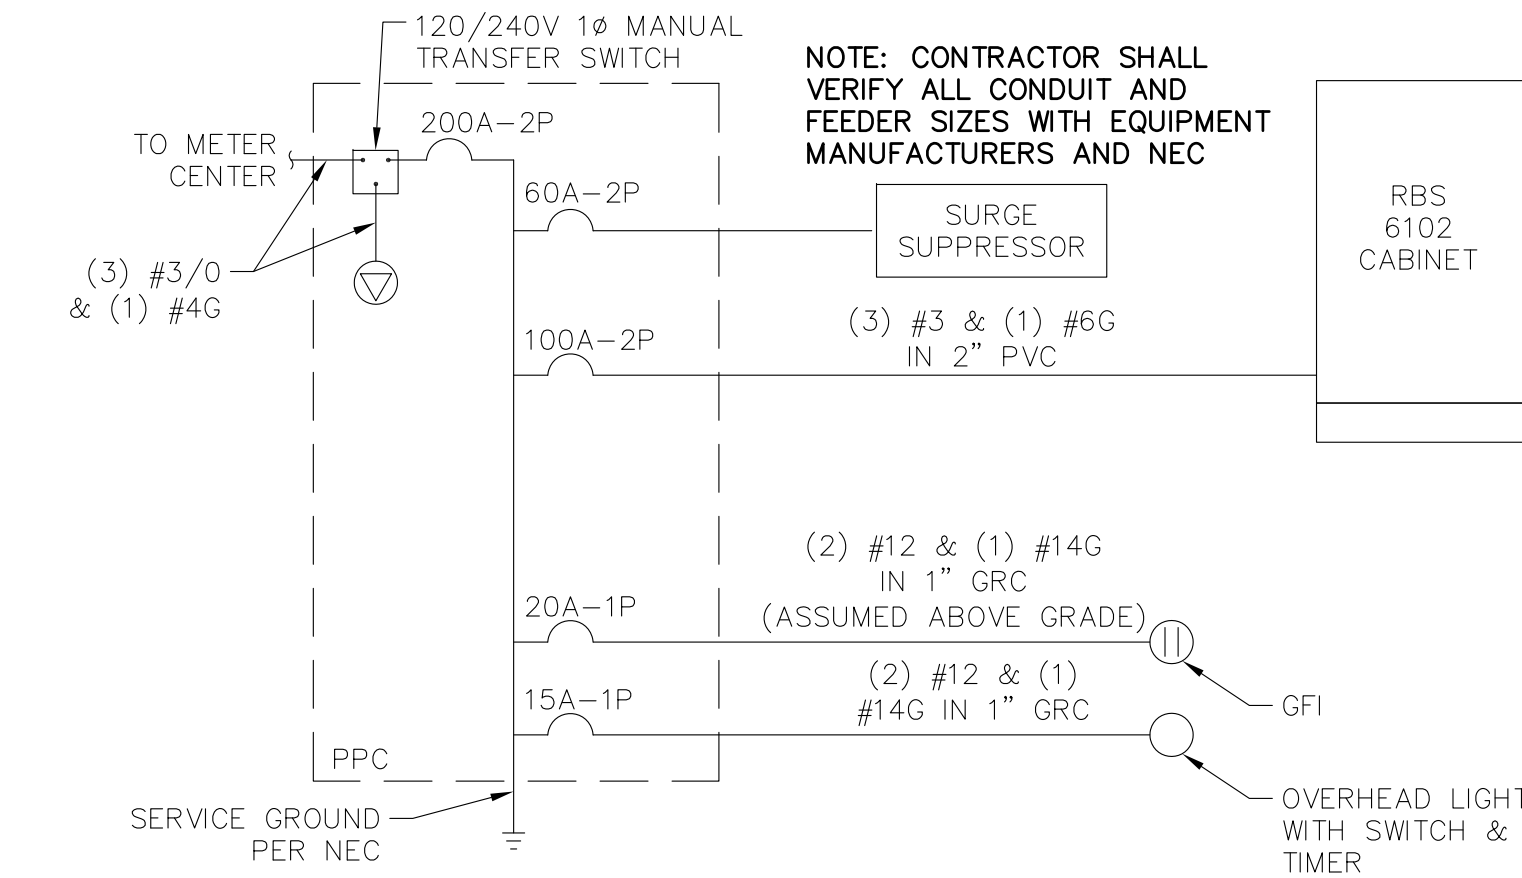 120/240V 1ø MANUAL
TRANSFER SWITCH
NOTE: CONTRACTOR SHALL
VERIFY ALL CONDUIT AND
FEEDER SIZES WITH EQUIPMENT
MANUFACTURERS AND NEC
200A-2P
TO METER
CENTER
60A-2P
SURGE
SUPPRESSOR
RBS
6102
CABINET
(3) #3/0
& (1) #4G
100A-2P
(3) #3 & (1) #6G
IN 2" PVC
(2) #12 & (1) #14G
IN 1" GRC
(ASSUMED ABOVE GRADE)
20A-1P
(2) #12 & (1)
#14G IN 1" GRC
15A-1P
GFI
PPC
SERVICE GROUND
PER NEC
OVERHEAD LIGHT
WITH SWITCH &
TIMER